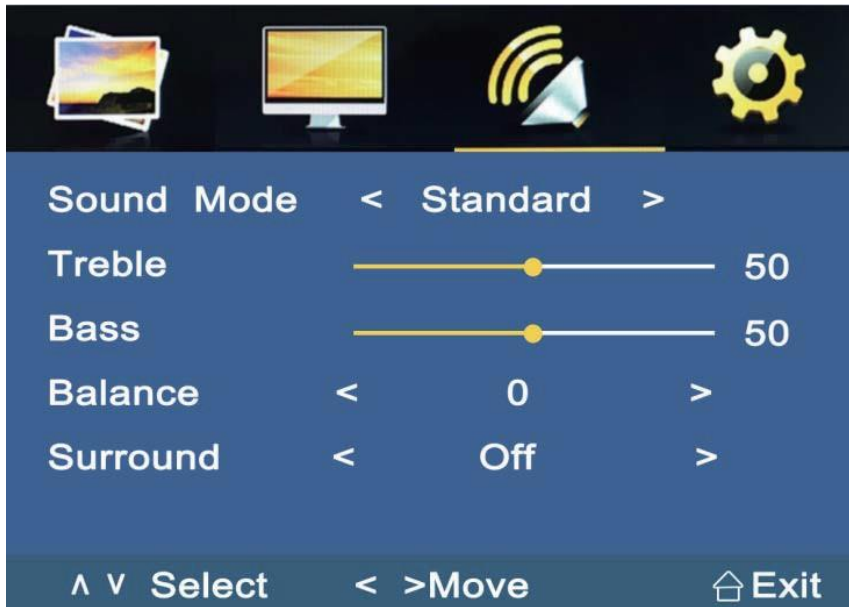 Sound Mode < Standard >
Treble 50
Bass 50
Balance < 0 >
Surround < Off >
∧ ∨ Select < >Move Exit